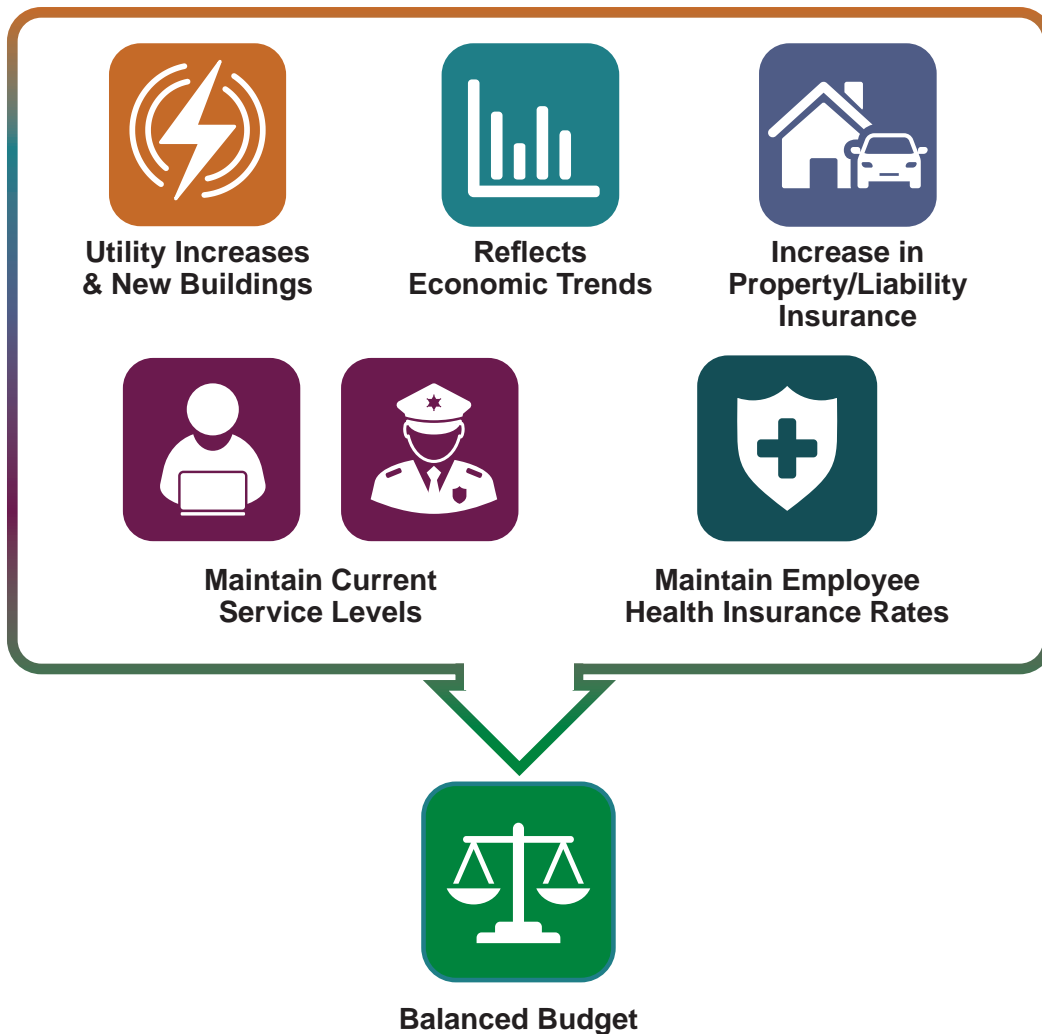 Utility Increases
& New Buildings
Reflects
Economic Trends
Increase in
Property/Liability
Insurance
Maintain Current
Service Levels
Maintain Employee
Health Insurance Rates
Balanced Budget